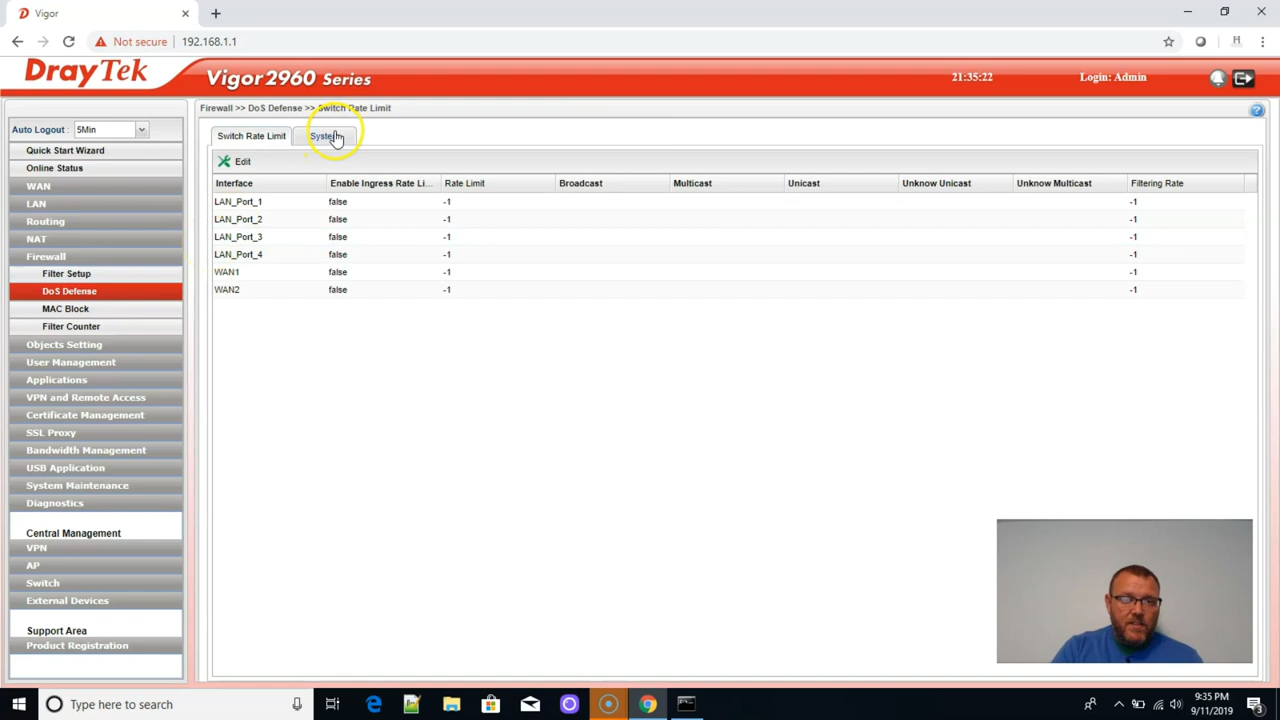 Vigor
Not secure 192.168.1.1
DrayTek Vigor2960 Series 21:35:22 Login: Admin
Auto Logout : 5Min
Quick Start Wizard
Online Status
WAN
LAN
Routing
NAT
Firewall
Filter Setup
DoS Defense
MAC Block
Filter Counter
Objects Setting
User Management
Applications
VPN and Remote Access
Certificate Management
SSL Proxy
Bandwidth Management
USB Application
System Maintenance
Diagnostics
Central Management
VPN
AP
Switch
External Devices
Support Area
Product Registration
Firewall >> DoS Defense >> Switch Rate Limit
Switch Rate Limit
Edit
Interface Enable Ingress Rate Li... Rate Limit Broadcast Multicast Unicast Unknow Unicast Unknow Multicast Filtering Rate
LAN_Port_1 false -1 -1
LAN_Port_2 false -1 -1
LAN_Port_3 false -1 -1
LAN_Port_4 false -1 -1
WAN1 false -1 -1
WAN2 false -1 -1
Type here to search
9:35 PM
9/11/2019
3